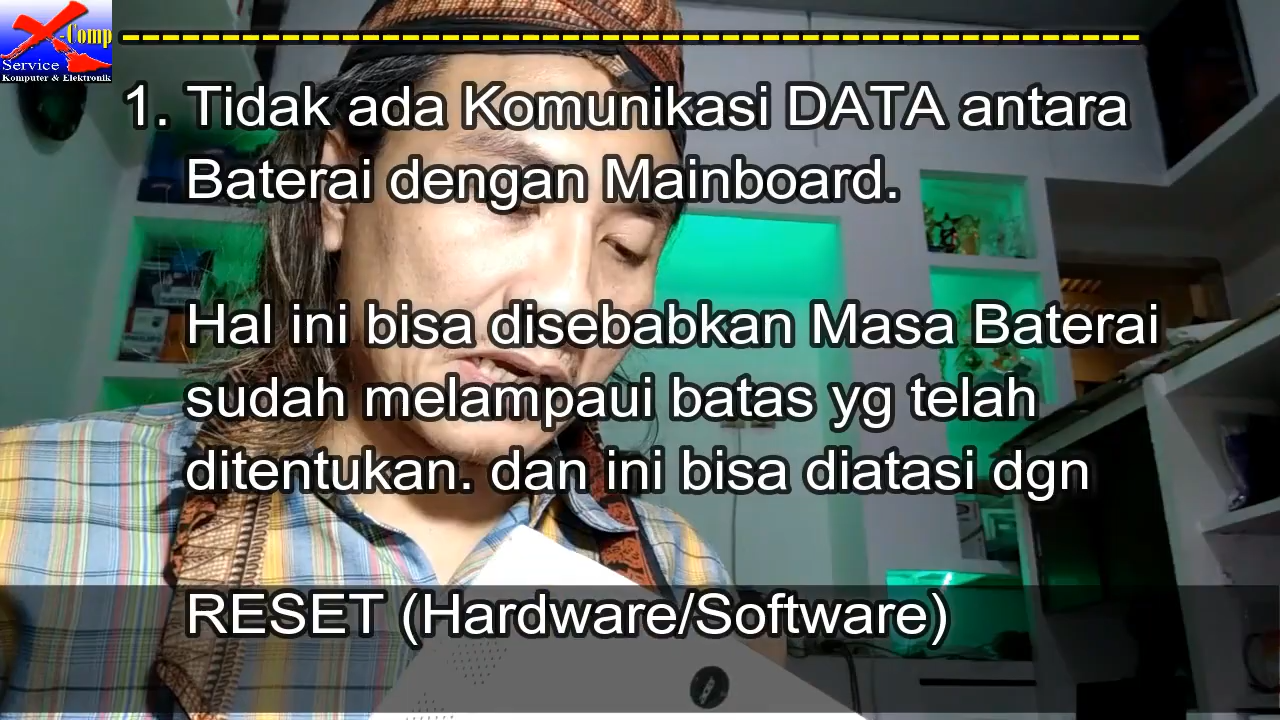 -Comp
Service
Komputer & Elektronik
1. Tidak ada Komunikasi DATA antara
Baterai dengan Mainboard.
Hal ini bisa disebabkan Masa Baterai
sudah melampaui batas yg telah
ditentukan. dan ini bisa diatasi dgn
RESET (Hardware/Software)